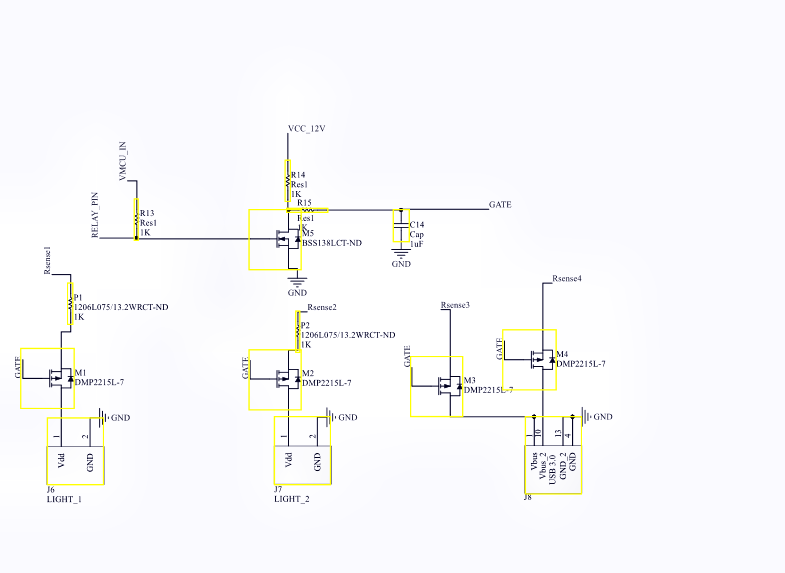 VCC_12V
VMCU_IN
R14
Res1
1K
R15
Res1
K
GATE
RELAY_PIN
R13
Res1
1K
M5
BSS138LCT-ND
C14
Cap
1uF
GND
GND
Rsense1
Rsense2
Rsense3
Rsense4
P1
1206L075/13.2WRCT-ND
1K
P2
1206L075/13.2WRCT-ND
1K
GATE
M1
DMP2215L-7
GATE
M2
DMP2215L-7
GATE
M3
DMP2215L-7
GATE
M4
DMP2215L-7
GND
GND
GND
1
2
1
2
1
10
13
4
Vdd
GND
Vdd
GND
Vbus
Vbus_2
USB 3.0
GND_2
GND
J6
LIGHT_1
J7
LIGHT_2
J8